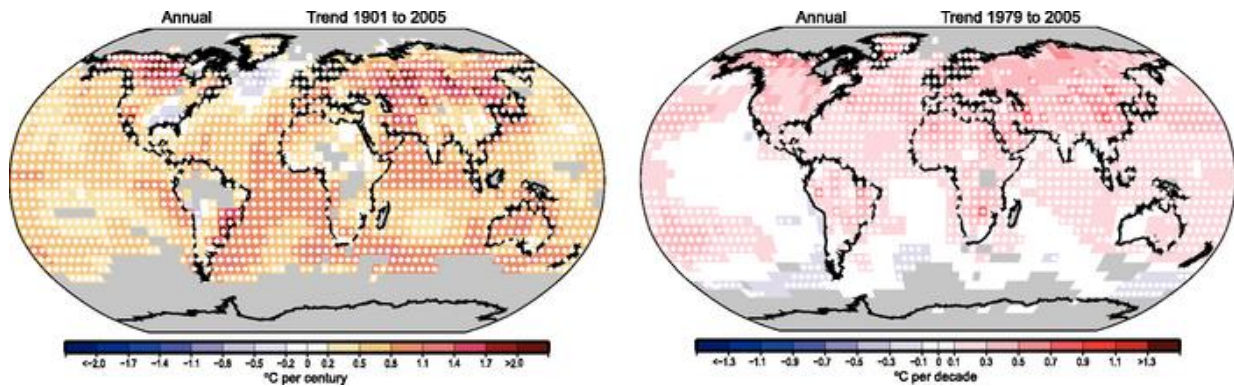 Annual Trend 1901 to 2005
<-2.0 -1.7 -1.4 -1.1 -0.8 -0.5 -0.2 0 0.2 0.5 0.8 1.1 1.4 1.7 >2.0
ºC per century
Annual Trend 1979 to 2005
<-1.3 -1.1 -0.9 -0.7 -0.5 -0.3 -0.1 0 0.1 0.3 0.5 0.7 0.9 1.1 >1.3
ºC per decade